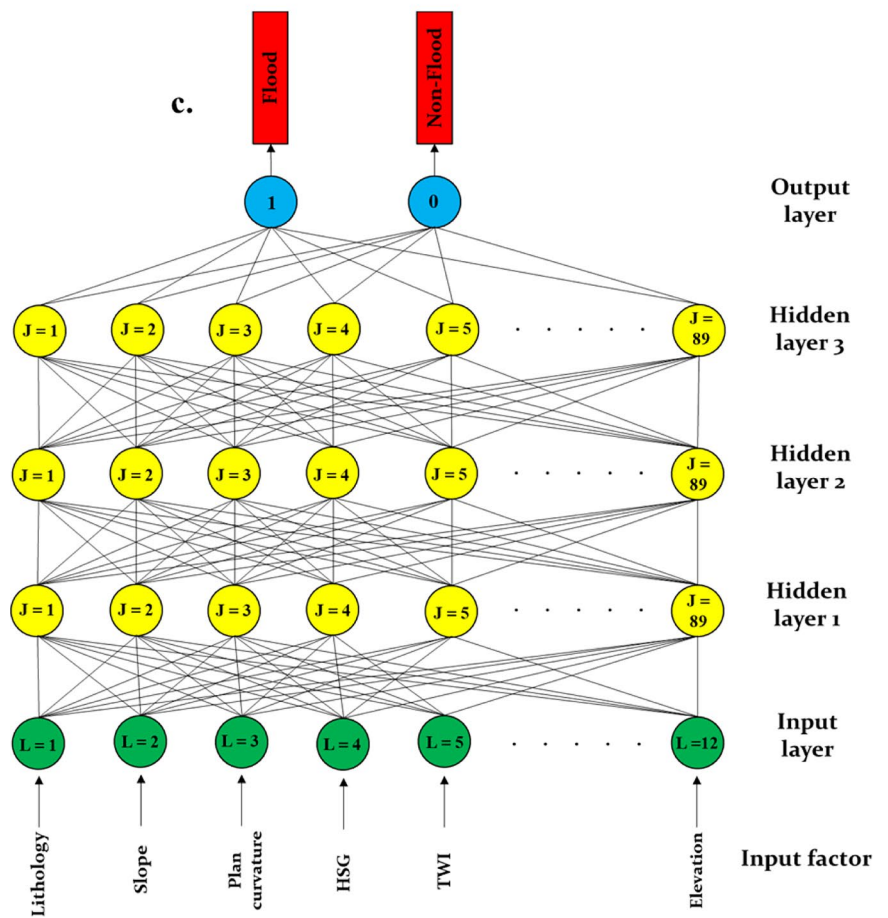 Flood
Non-Flood
c.
1
0
Output
layer
J = 1
J = 2
J = 3
J = 4
J = 5
. . . . .
J =
89
Hidden
layer 3
J = 1
J = 2
J = 3
J = 4
J = 5
. . . . .
J =
89
Hidden
layer 2
J = 1
J = 2
J = 3
J = 4
J = 5
. . . . .
J =
89
Hidden
layer 1
L = 1
L = 2
L = 3
L = 4
L = 5
. . . . .
L =12
Input
layer
Lithology
Slope
Plan
curvature
HSG
TWI
Elevation
Input factor